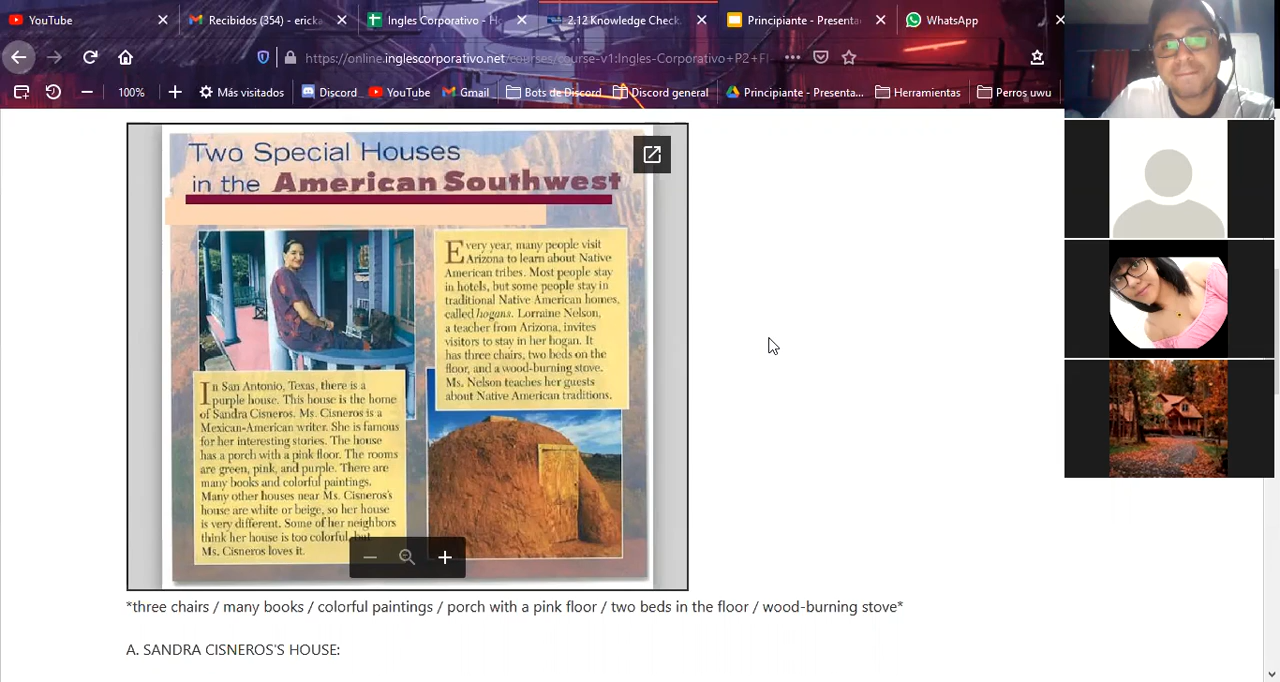 YouTube
Recibidos (354) - ericka
Ingles Corporativo - Ho
2.12 Knowledge Check
Principiante - Presenta
WhatsApp
https://online.inglescorporativo.net/courses/course-v1:Ingles-Corporativo+P2+FI
100%
Más visitados
Discord
YouTube
Gmail
Bots de Discord
Discord general
Principiante - Presenta...
Herramientas
Perros uwu
Two Special Houses
in the American Southwest
Every year, many people visit
Arizona to learn about Native
American tribes. Most people stay
in hotels, but some people stay in
traditional Native American homes,
called hogans. Lorraine Nelson,
a teacher from Arizona, invites
visitors to stay in her hogan. It
has three chairs, two beds on the
floor, and a wood-burning stove.
Ms. Nelson teaches her guests
about Native American traditions.
In San Antonio, Texas, there is a
purple house. This house is the home
of Sandra Cisneros. Ms. Cisneros is a
Mexican-American writer. She is famous
for her interesting stories. The house
has a porch with a pink floor. The rooms
are green, pink, and purple. There are
many books and colorful paintings.
Many other houses near Ms. Cisneros's
house are white or beige, so her house
is very different. Some of her neighbors
think her house is too colorful, but
Ms. Cisneros loves it.
*three chairs / many books / colorful paintings / porch with a pink floor / two beds in the floor / wood-burning stove*
A. SANDRA CISNEROS'S HOUSE: